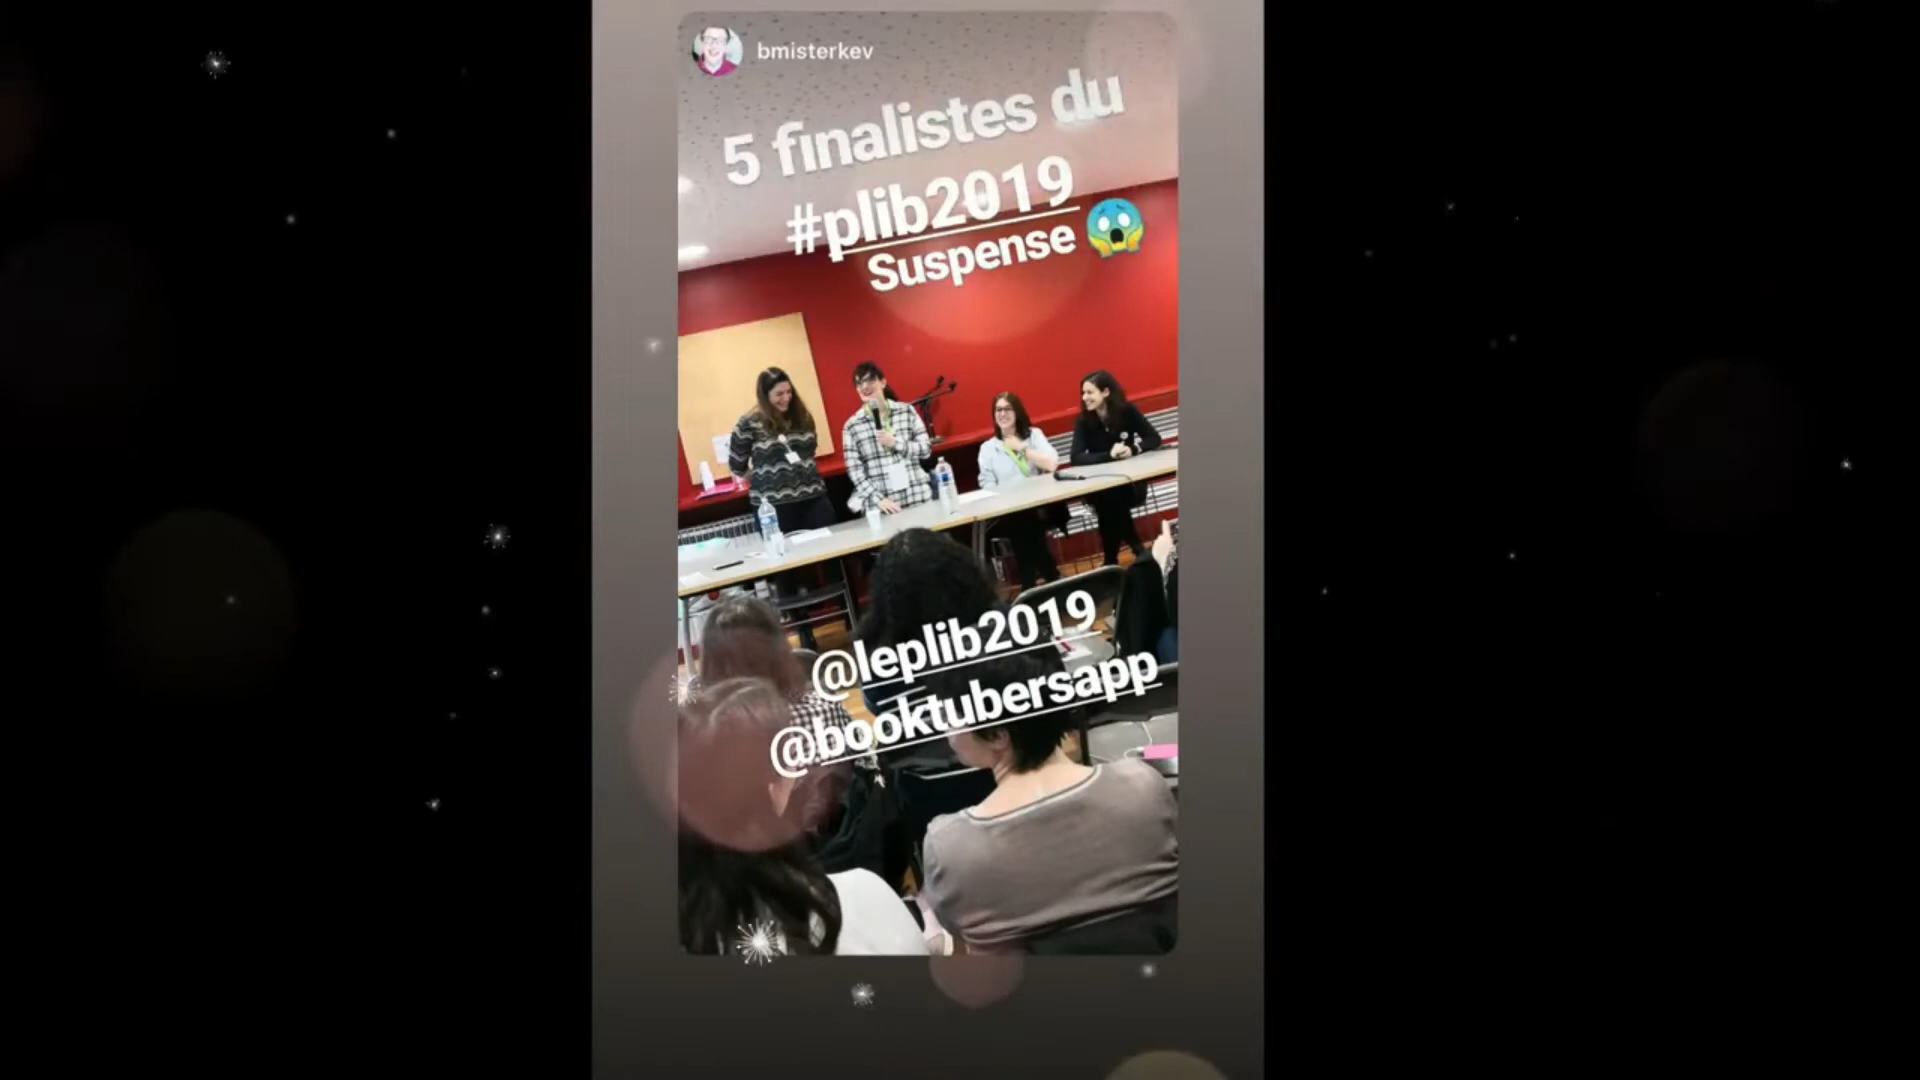 bmisterkev
5 finalistes du
#plib2019
Suspense
@leplib2019
@booktubersapp